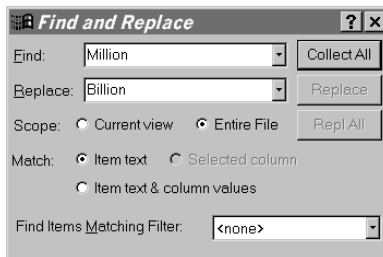 Find and Replace
Find: Million Collect All
Replace: Billion Replace
Scope: Current view Entire File Repl All
Match: Item text Selected column
Item text & column values
Find Items Matching Filter: <none>